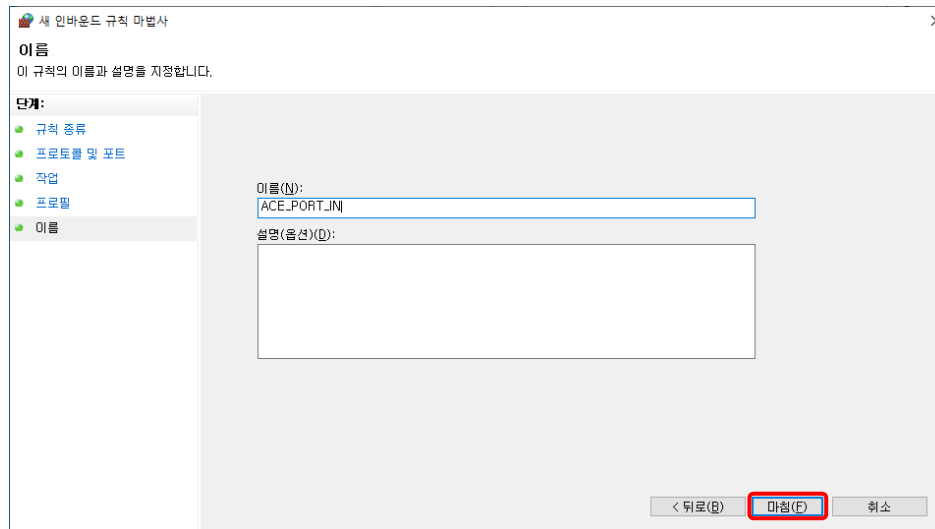 새 인바운드 규칙 마법사
이름
이 규칙의 이름과 설명을 지정합니다.
단계:
규칙 종류
프로토콜 및 포트
작업
프로필
이름
이름(N):
ACE_PORT_IN
설명(옵션)(D):
< 뒤로(B) 마침(F) 취소